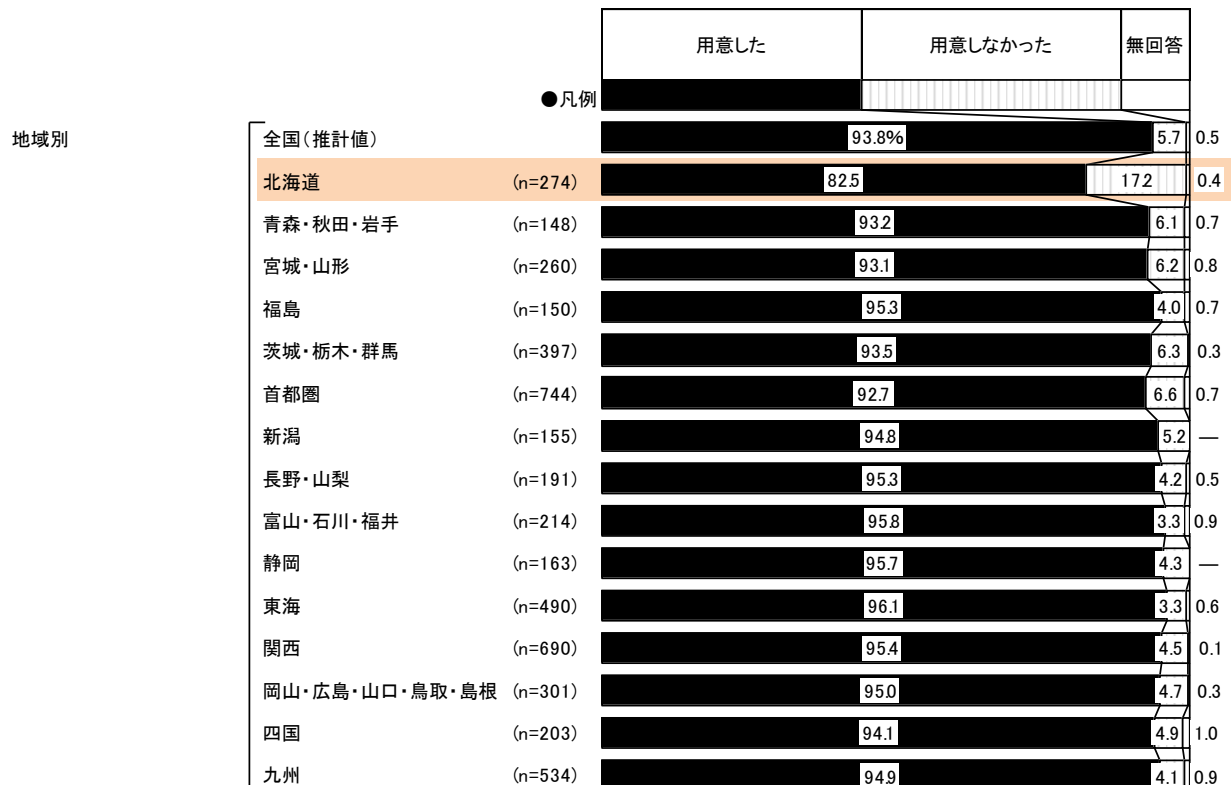 用意した 用意しなかった 無回答
●凡例
地域別 全国(推計値) 93.8% 5.7 0.5
北海道 (n=274) 82.5 17.2 0.4
青森・秋田・岩手 (n=148) 93.2 6.1 0.7
宮城・山形 (n=260) 93.1 6.2 0.8
福島 (n=150) 95.3 4.0 0.7
茨城・栃木・群馬 (n=397) 93.5 6.3 0.3
首都圏 (n=744) 92.7 6.6 0.7
新潟 (n=155) 94.8 5.2 ―
長野・山梨 (n=191) 95.3 4.2 0.5
富山・石川・福井 (n=214) 95.8 3.3 0.9
静岡 (n=163) 95.7 4.3 ―
東海 (n=490) 96.1 3.3 0.6
関西 (n=690) 95.4 4.5 0.1
岡山・広島・山口・鳥取・島根 (n=301) 95.0 4.7 0.3
四国 (n=203) 94.1 4.9 1.0
九州 (n=534) 94.9 4.1 0.9